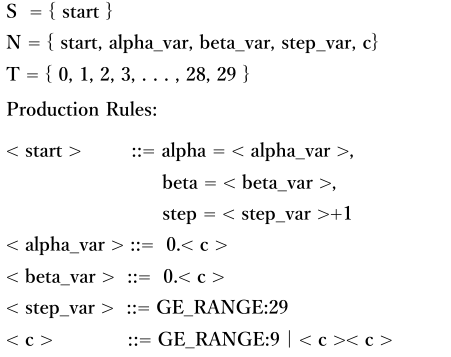 S = { start }
N = { start, alpha_var, beta_var, step_var, c}
T = { 0, 1, 2, 3, . . . , 28, 29 }
Production Rules:
< start > ::= alpha = < alpha_var >,
beta = < beta_var >,
step = < step_var >+1
< alpha_var > ::= 0.< c >
< beta_var > ::= 0.< c >
< step_var > ::= GE_RANGE:29
< c > ::= GE_RANGE:9 | < c >< c >